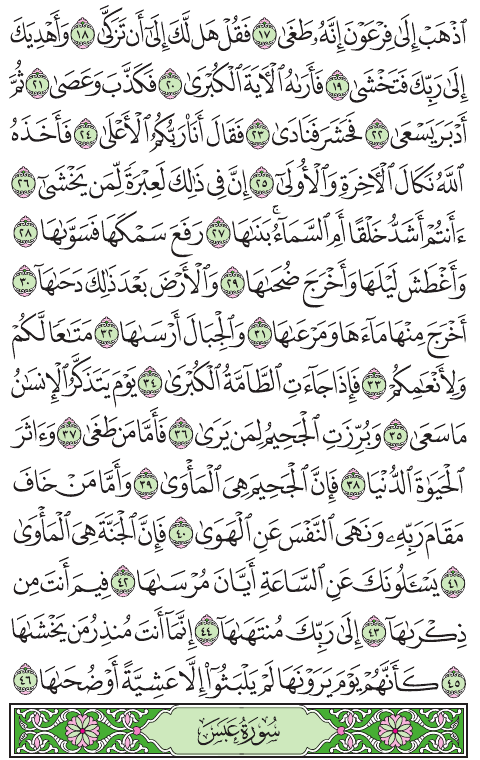 ٱذۡهَبۡ إِلَىٰ فِرۡعَوۡنَ إِنَّهُۥ طَغَىٰ ١٧ فَقُلۡ هَل لَّكَ إِلَىٰٓ أَن تَزَكَّىٰ ١٨ وَأَهۡدِيَكَ
إِلَىٰ رَبِّكَ فَتَخۡشَىٰ ١٩ فَأَرَىٰهُ ٱلۡأٓيَةَ ٱلۡكُبۡرَىٰ ٢٠ فَكَذَّبَ وَعَصَىٰ ٢١ ثُمَّ
أَدۡبَرَ يَسۡعَىٰ ٢٢ فَحَشَرَ فَنَادَىٰ ٢٣ فَقَالَ أَنَا۠ رَبُّكُمُ ٱلۡأَعۡلَىٰ ٢٤ فَأَخَذَهُ
ٱللَّهُ نَكَالَ ٱلۡأٓخِرَةِ وَٱلۡأُولَىٰٓ ٢٥ إِنَّ فِي ذَٰلِكَ لَعِبۡرَةٗ لِّمَن يَخۡشَىٰٓ ٢٦
ءَأَنتُمۡ أَشَدُّ خَلۡقًا أَمِ ٱلسَّمَآءُۚ بَنَىٰهَا ٢٧ رَفَعَ سَمۡكَهَا فَسَوَّىٰهَا ٢٨
وَأَغۡطَشَ لَيۡلَهَا وَأَخۡرَجَ ضُحَىٰهَا ٢٩ وَٱلۡأَرۡضَ بَعۡدَ ذَٰلِكَ دَحَىٰهَآ ٣٠
أَخۡرَجَ مِنۡهَا مَآءَهَا وَمَرۡعَىٰهَا ٣١ وَٱلۡجِبَالَ أَرۡسَىٰهَا ٣٢ مَتَٰعٗا لَّكُمۡ
وَلِأَنۡعَٰمِكُمۡ ٣٣ فَإِذَا جَآءَتِ ٱلطَّآمَّةُ ٱلۡكُبۡرَىٰ ٣٤ يَوۡمَ يَتَذَكَّرُ ٱلۡإِنسَٰنُ
مَا سَعَىٰ ٣٥ وَبُرِّزَتِ ٱلۡجَحِيمُ لِمَن يَرَىٰ ٣٦ فَأَمَّا مَن طَغَىٰ ٣٧ وَءَاثَرَ
ٱلۡحَيَوٰةَ ٱلدُّنۡيَا ٣٨ فَإِنَّ ٱلۡجَحِيمَ هِيَ ٱلۡمَأۡوَىٰ ٣٩ وَأَمَّا مَنۡ خَافَ
مَقَامَ رَبِّهِۦ وَنَهَى ٱلنَّفۡسَ عَنِ ٱلۡهَوَىٰ ٤٠ فَإِنَّ ٱلۡجَنَّةَ هِيَ ٱلۡمَأۡوَىٰ
٤١ يَسۡـَٔلُونَكَ عَنِ ٱلسَّاعَةِ أَيَّانَ مُرۡسَىٰهَا ٤٢ فِيمَ أَنتَ مِن
ذِكۡرَىٰهَآ ٤٣ إِلَىٰ رَبِّكَ مُنتَهَىٰهَآ ٤٤ إِنَّمَآ أَنتَ مُنذِرُ مَن يَخۡشَىٰهَا
٤٥ كَأَنَّهُمۡ يَوۡمَ يَرَوۡنَهَا لَمۡ يَلۡبَثُوٓاْ إِلَّا عَشِيَّةً أَوۡ ضُحَىٰهَا ٤٦
سُورَةُ عَبَسَ